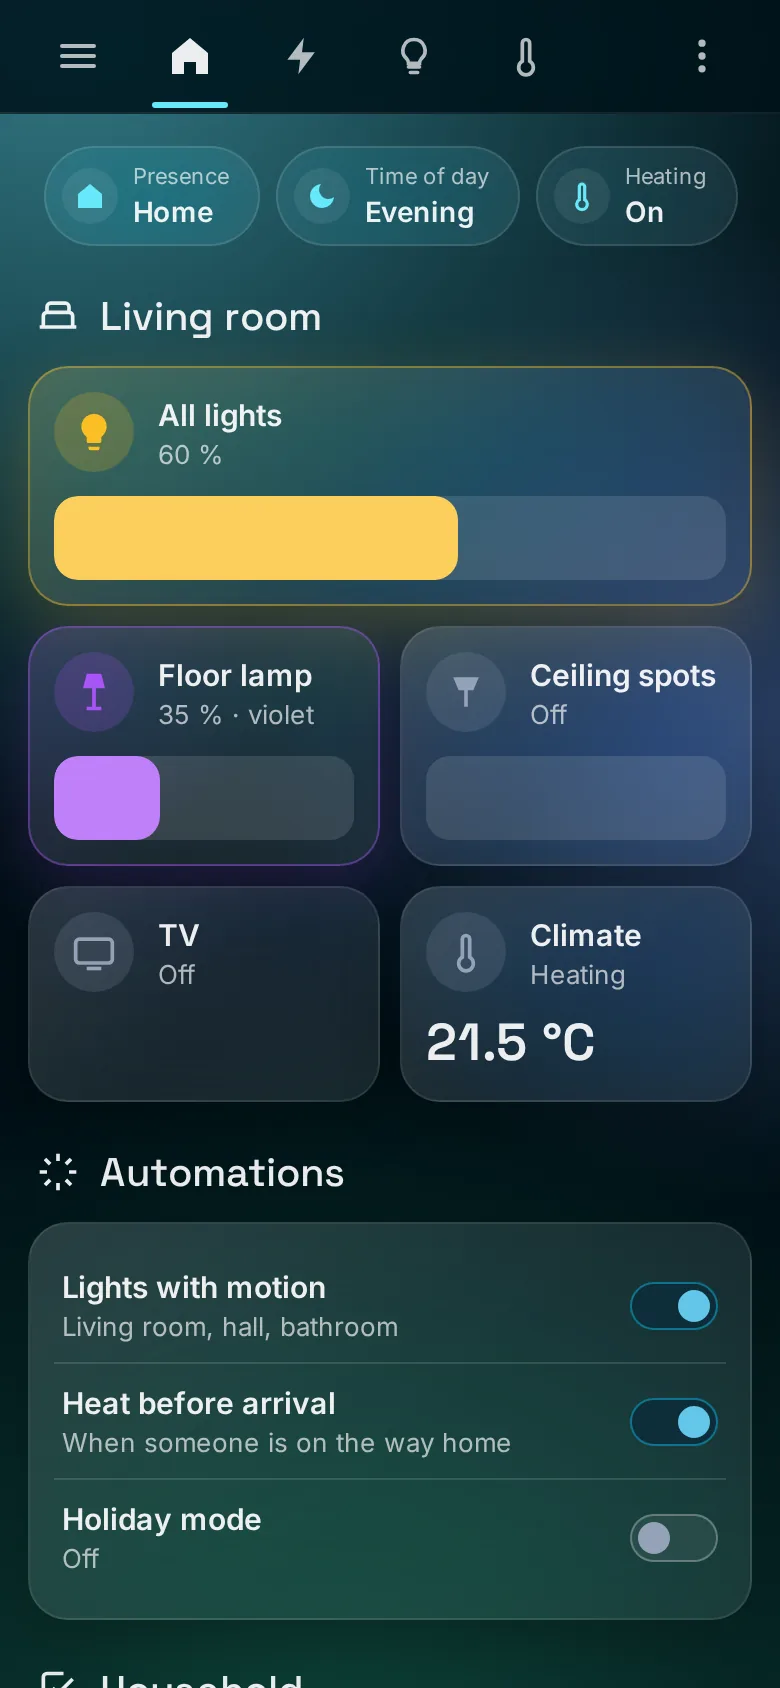 Presence
Home
Time of day
Evening
Heating
On
Living room
All lights
60 %
Floor lamp
35 % · violet
Ceiling spots
Off
TV
Off
Climate
Heating
21.5 °C
Automations
Lights with motion
Living room, hall, bathroom
Heat before arrival
When someone is on the way home
Holiday mode
Off
Household